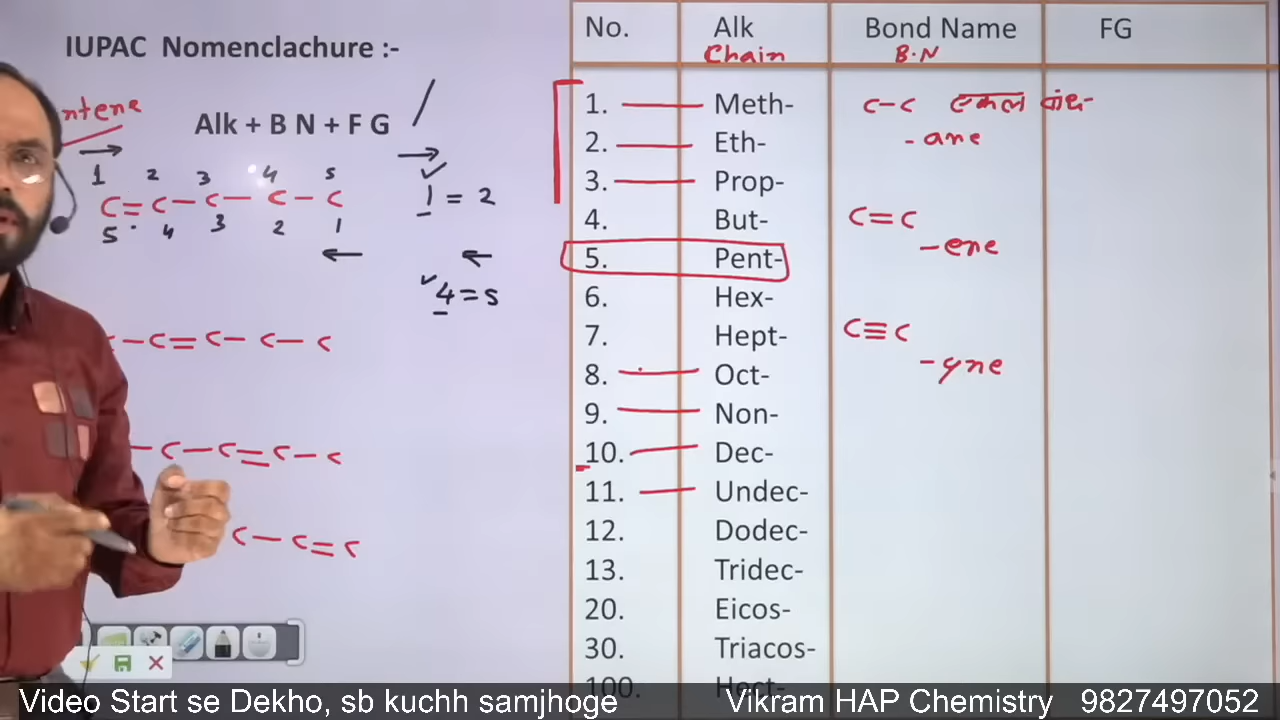 IUPAC Nomenclachure :-
ntene
Alk + B N + F G /
1 2 3 4 5
C=C-C-C-C
5 4 3 2 1
1 = 2
4 = 5
-C=C-C-C
-C-C=C-C
C-C=C
No. Alk Bond Name FG
Chain B.N
1. Meth- C-C एकल बंध-
2. Eth- -ane
3. Prop-
4. But- C=C
-ene
5. Pent-
6. Hex-
7. Hept- C≡C
-yne
8. Oct-
9. Non-
10. Dec-
11. Undec-
12. Dodec-
13. Tridec-
20. Eicos-
30. Triacos-
100. Hect-
Video Start se Dekho, sb kuchh samjhoge Vikram HAP Chemistry 9827497052